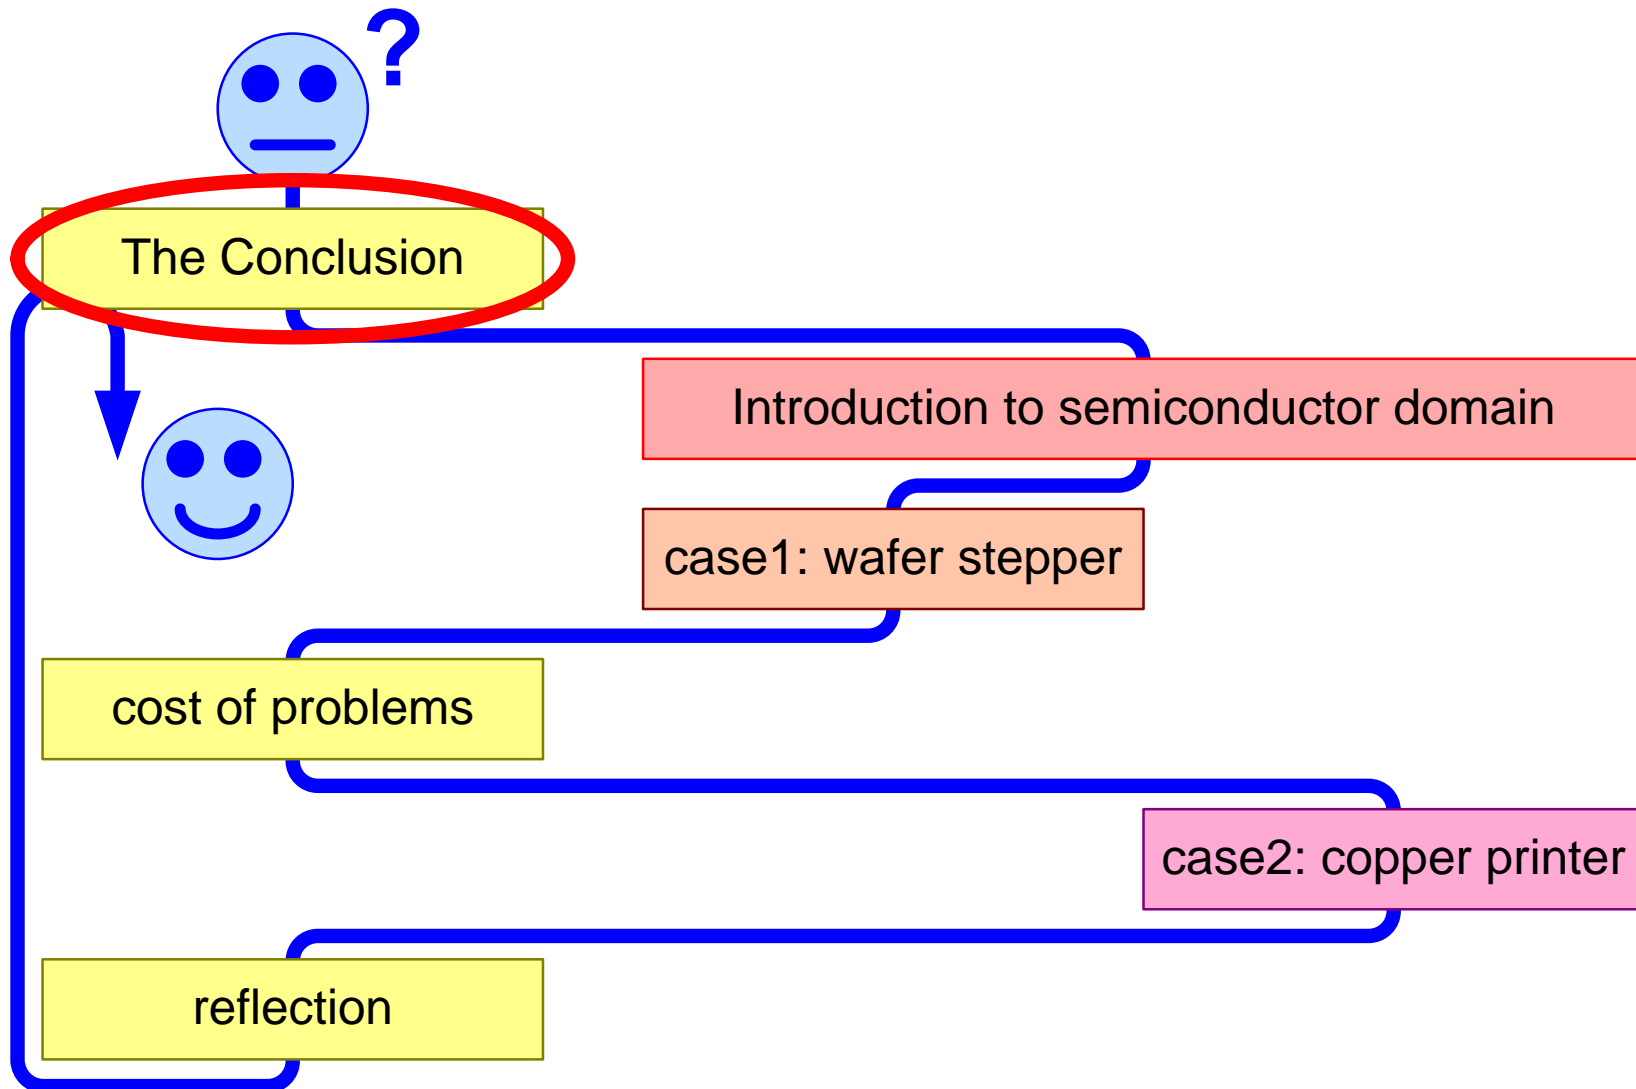 ?
The Conclusion
Introduction to semiconductor domain
case1: wafer stepper
cost of problems
case2: copper printer
reflection